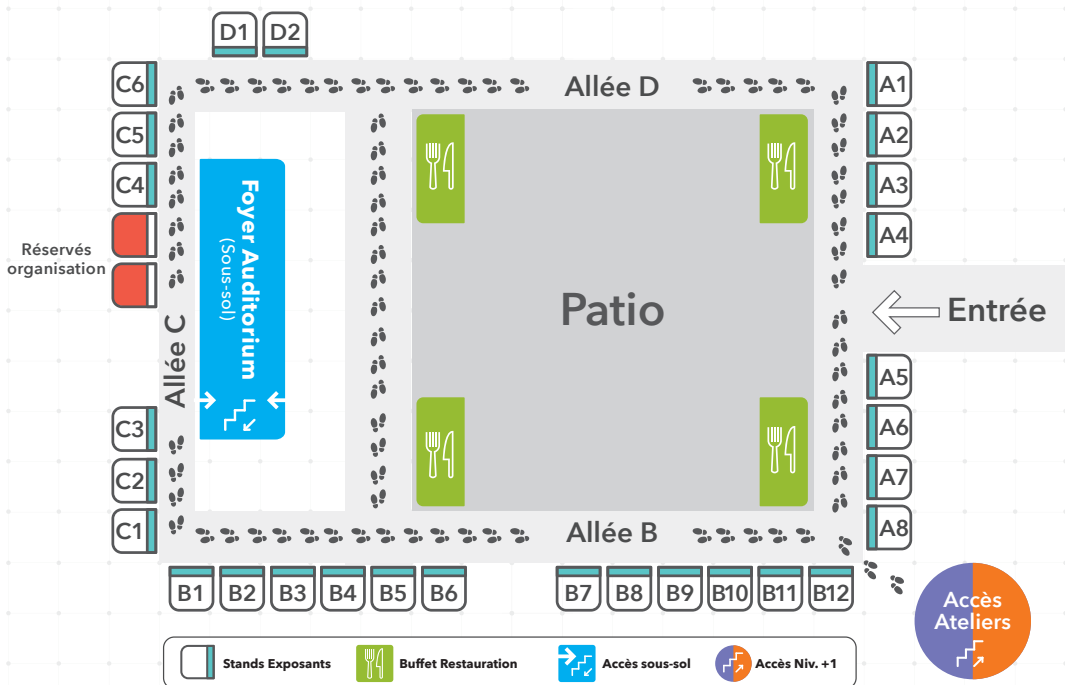 D1
D2
C6
Allée D
A1
C5
A2
C4
A3
Réservés
organisation
A4
Foyer Auditorium
(Sous-sol)
Patio
Entrée
Allée C
A5
C3
A6
C2
A7
C1
Allée B
A8
B1
B2
B3
B4
B5
B6
B7
B8
B9
B10
B11
B12
Accès
Ateliers
Stands Exposants
Buffet Restauration
Accès sous-sol
Accès Niv. +1